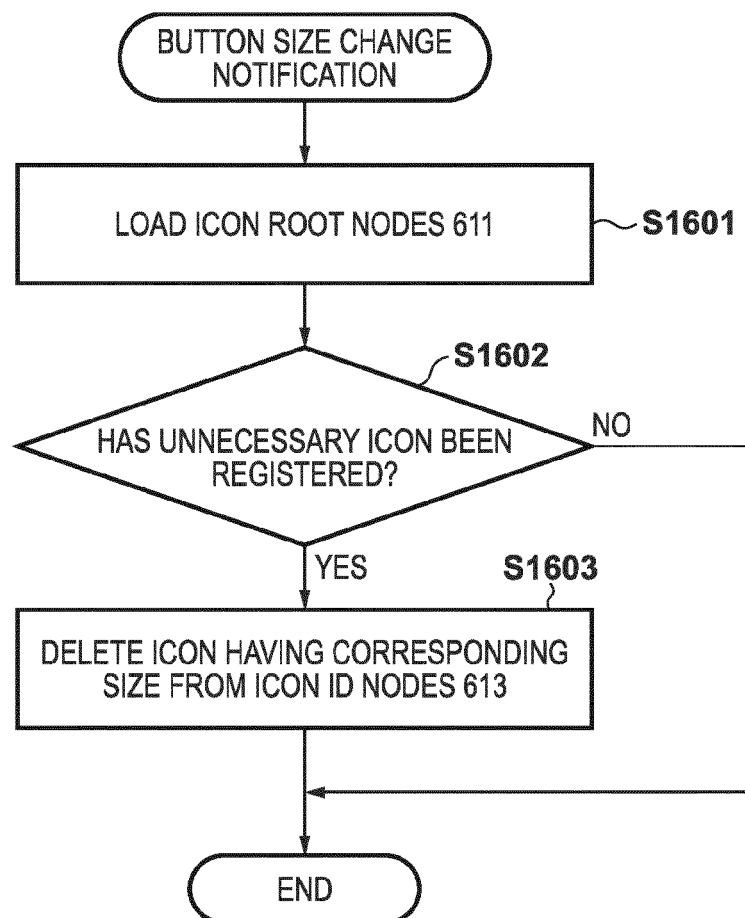 BUTTON SIZE CHANGE
NOTIFICATION
LOAD ICON ROOT NODES 611
S1601
S1602
HAS UNNECESSARY ICON BEEN
REGISTERED?
NO
YES
S1603
DELETE ICON HAVING CORRESPONDING
SIZE FROM ICON ID NODES 613
END